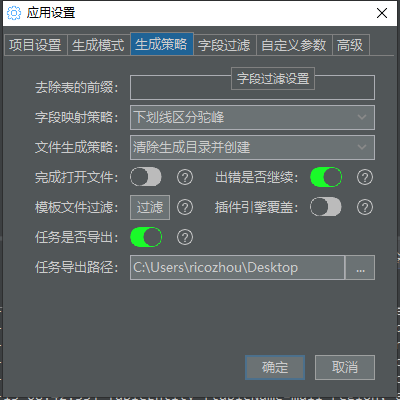 应用设置
项目设置 生成模式 生成策略 字段过滤 自定义参数 高级
字段过滤设置
去除表的前缀：
字段映射策略： 下划线区分驼峰
文件生成策略： 清除生成目录并创建
完成打开文件： ? 出错是否继续： ?
模板文件过滤： 过滤 ? 插件引擎覆盖： ?
任务是否导出： ?
任务导出路径： C:\Users\ricozhou\Desktop ...
确定 取消